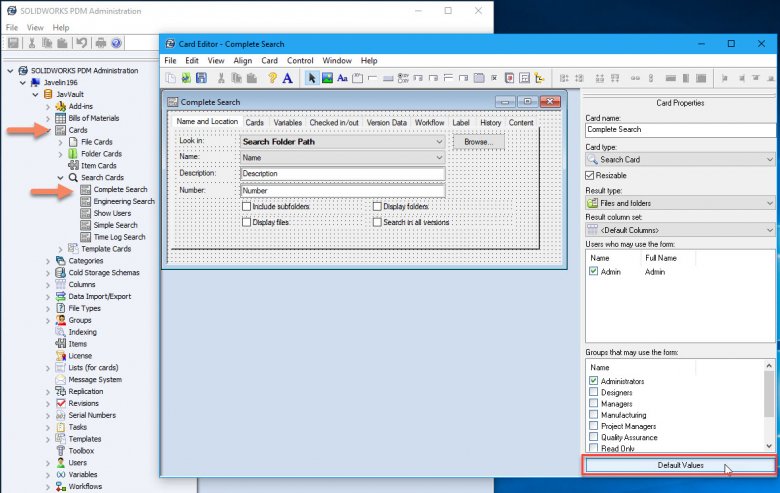 SOLIDWORKS PDM Administration
File View Help
SOLIDWORKS PDM Administration
Javelin196
JavVault
Add-ins
Bills of Materials
Cards
File Cards
Folder Cards
Item Cards
Search Cards
Complete Search
Engineering Search
Show Users
Simple Search
Time Log Search
Template Cards
Categories
Cold Storage Schemas
Columns
Data Import/Export
File Types
Groups
Indexing
Items
License
Lists (for cards)
Message System
Replication
Revisions
Serial Numbers
Tasks
Templates
Toolbox
Users
Variables
Workflows
Card Editor - Complete Search
File Edit View Align Card Control Window Help
Complete Search
Name and Location Cards Variables Checked in/out Version Data Workflow Label History Content
Look in: Search Folder Path Browse...
Name: Name
Description: Description
Number: Number
Include subfolders Display folders
Display files Search in all versions
Card Properties
Card name:
Complete Search
Card type:
Search Card
Resizable
Result type:
Files and folders
Result column set:
<Default Columns>
Users who may use the form:
Name Full Name
Admin Admin
Groups that may use the form:
Name
Administrators
Designers
Managers
Manufacturing
Project Managers
Quality Assurance
Read Only
Default Values